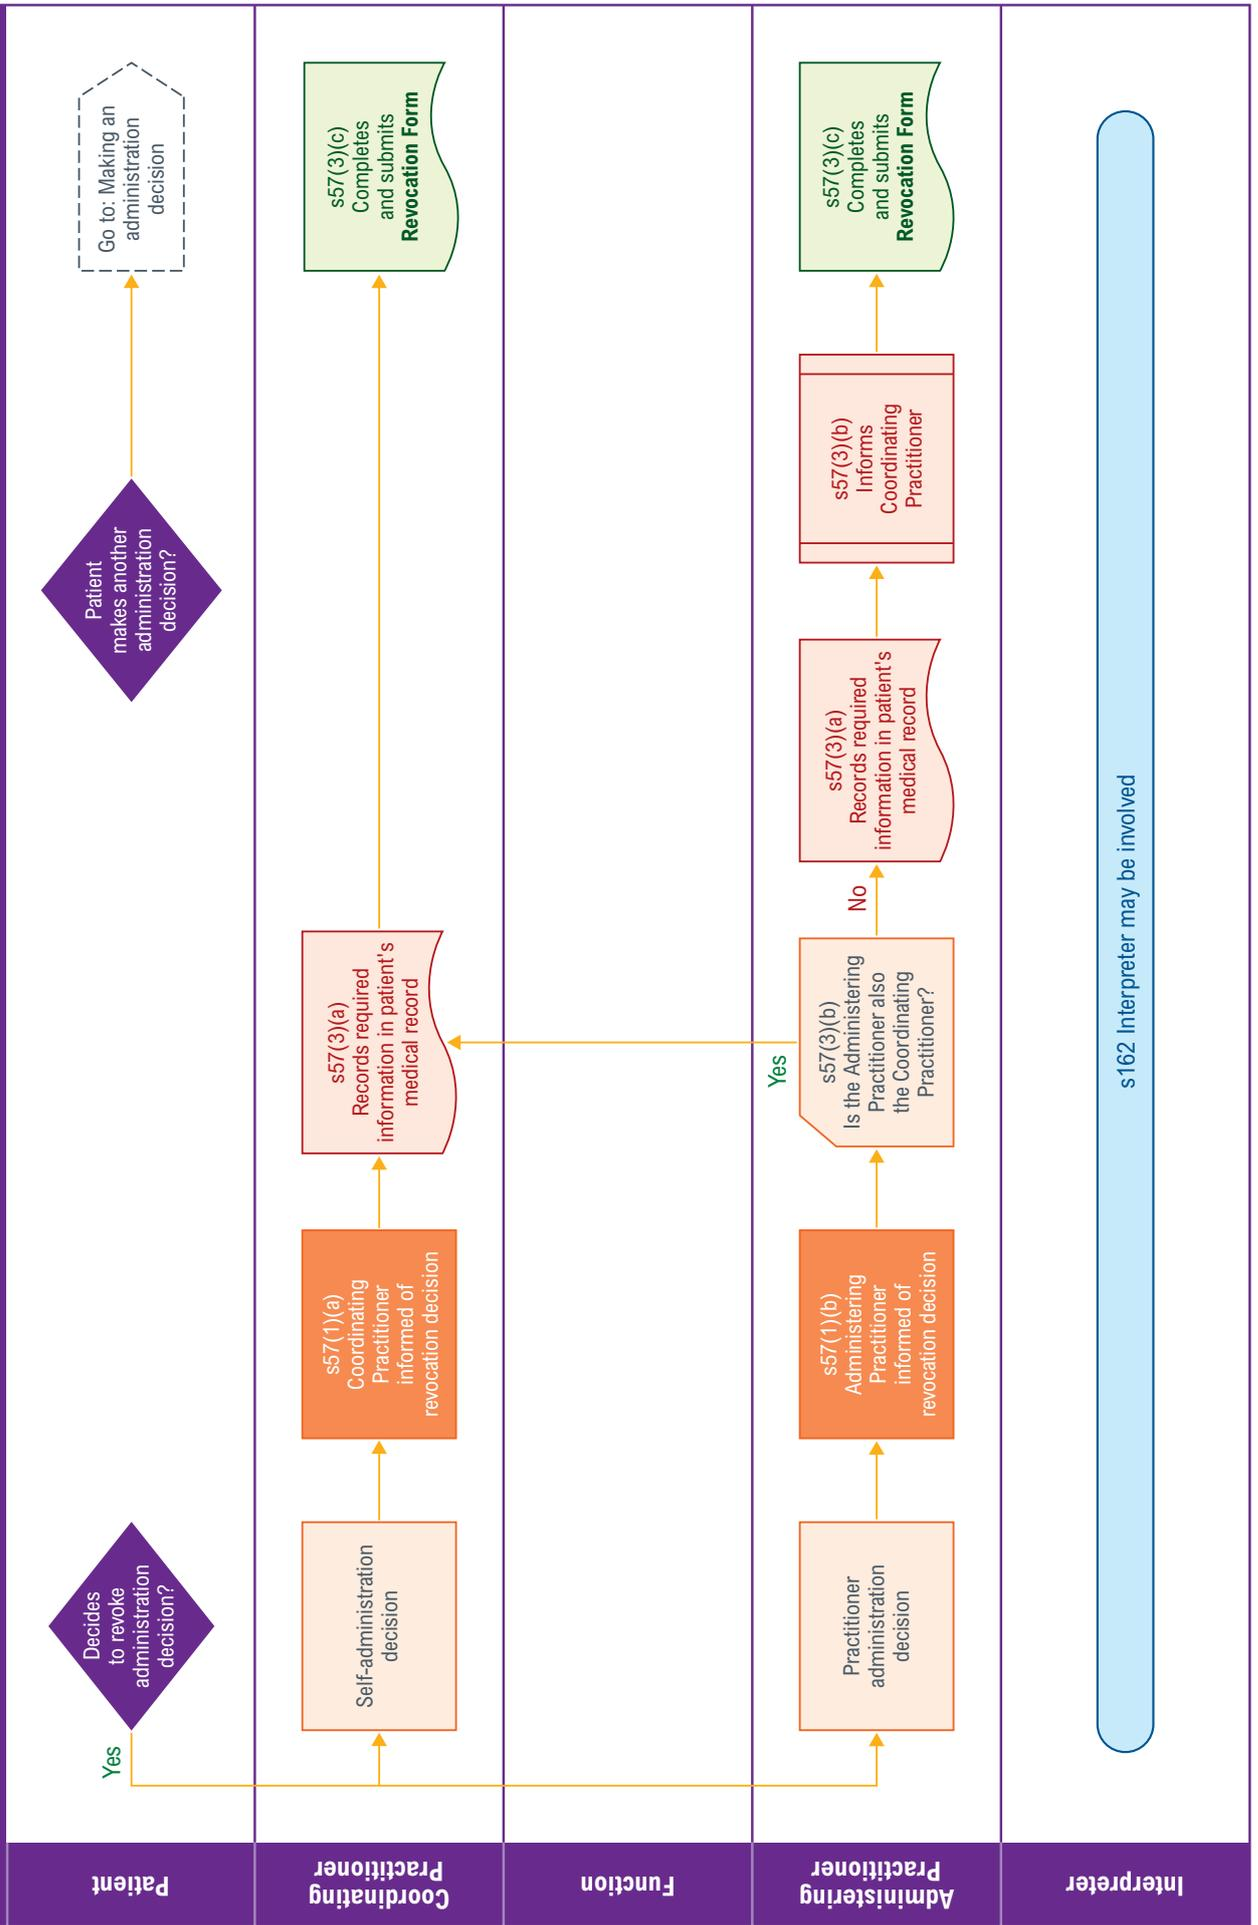 Patient
Yes
Decides
to revoke
administration
decision?
Patient
makes another
administration
decision?
Go to: Making an
administration
decision
Coordinating
Practitioner
Self-administration
decision
s57(1)(a)
Coordinating
Practitioner
informed of
revocation decision
s57(3)(a)
Records required
information in patient's
medical record
s57(3)(c)
Completes
and submits
Revocation Form
Function
Administering
Practitioner
Practitioner
administration
decision
s57(1)(b)
Administering
Practitioner
informed of
revocation decision
Yes
s57(3)(b)
Is the Administering
Practitioner also
the Coordinating
Practitioner?
No
s57(3)(a)
Records required
information in patient's
medical record
s57(3)(b)
Informs
Coordinating
Practitioner
s57(3)(c)
Completes
and submits
Revocation Form
Interpreter
s162 Interpreter may be involved